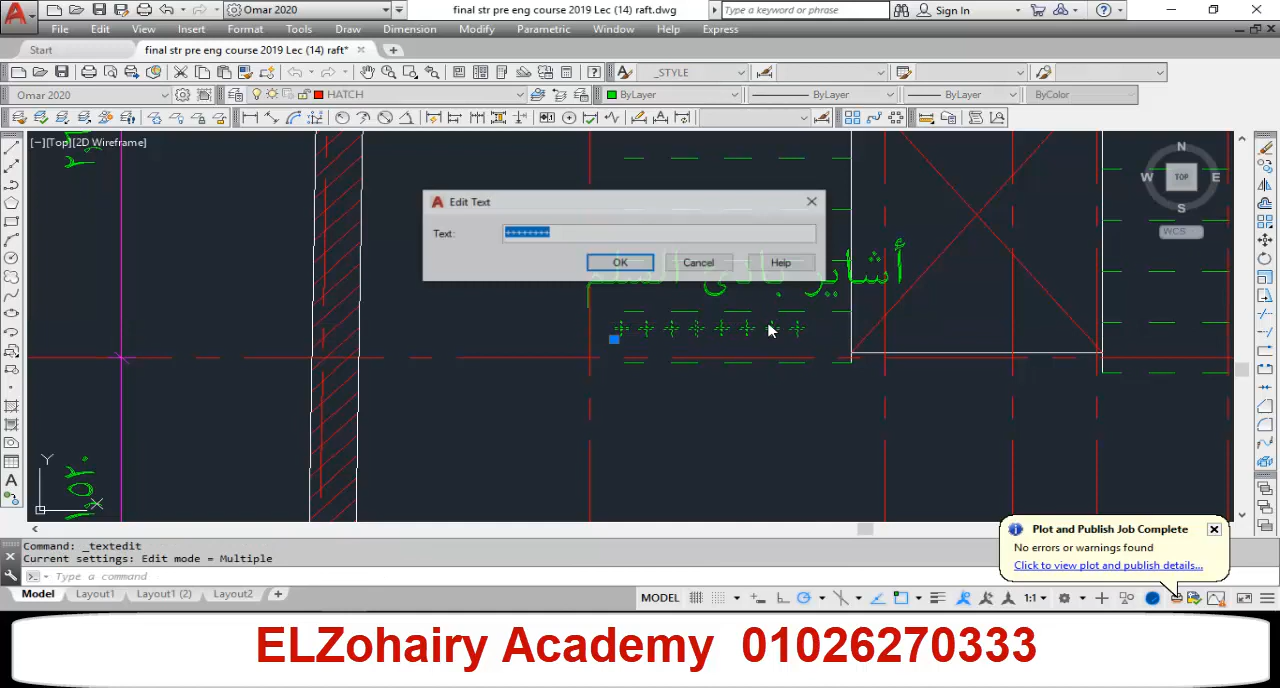 Omar 2020
final str pre eng course 2019 Lec (14) raft.dwg
Type a keyword or phrase
Sign In
File Edit View Insert Format Tools Draw Dimension Modify Parametric Window Help Express
Start
final str pre eng course 2019 Lec (14) raft*
_STYLE
Omar 2020
HATCH
ByLayer
ByLayer
ByLayer
ByColor
[−][Top][2D Wireframe]
N
W
TOP
E
S
WCS
Edit Text
Text:
++++++++
OK
Cancel
Help
أشاير بادئ السلم
++++++++
Y
X
Command: _textedit
Current settings: Edit mode = Multiple
Type a command
Plot and Publish Job Complete
No errors or warnings found
Click to view plot and publish details...
Model
Layout1
Layout1 (2)
Layout2
MODEL
1:1
ELZohairy Academy 01026270333